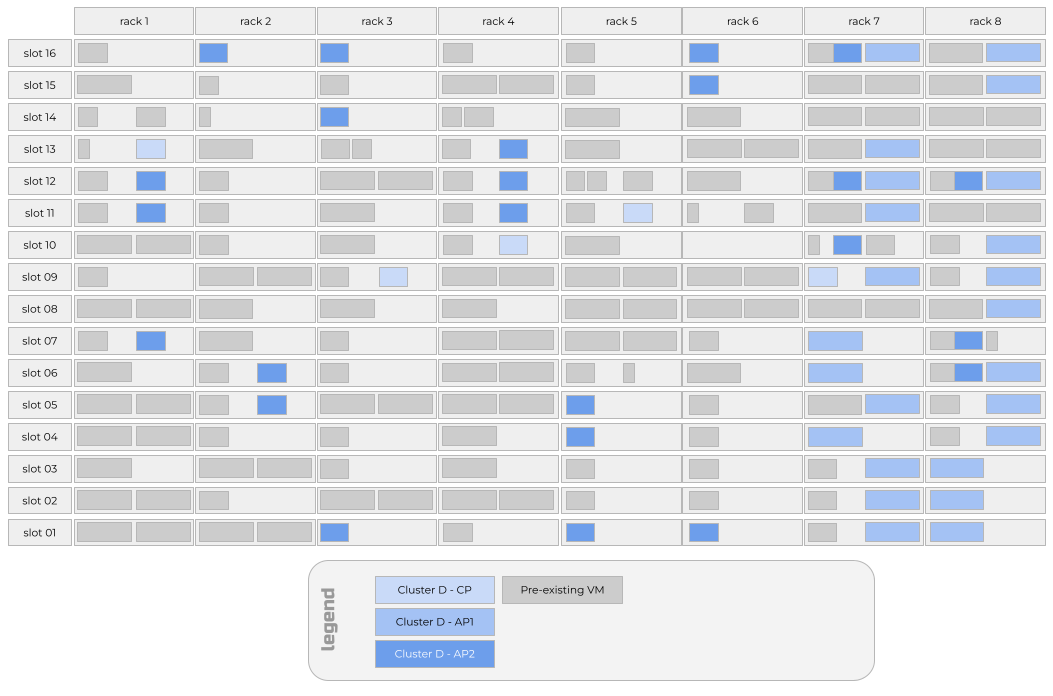 rack 1 rack 2 rack 3 rack 4 rack 5 rack 6 rack 7 rack 8
slot 16
slot 15
slot 14
slot 13
slot 12
slot 11
slot 10
slot 09
slot 08
slot 07
slot 06
slot 05
slot 04
slot 03
slot 02
slot 01
legend
Cluster D - CP Pre-existing VM
Cluster D - AP1
Cluster D - AP2